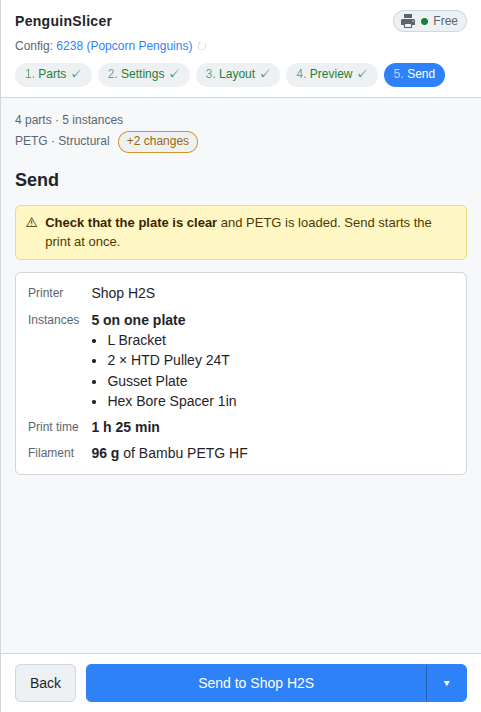 PenguinSlicer
Free
Config: 6238 (Popcorn Penguins)
1. Parts ✓ 2. Settings ✓ 3. Layout ✓ 4. Preview ✓ 5. Send
4 parts · 5 instances
PETG · Structural +2 changes
Send
⚠ Check that the plate is clear and PETG is loaded. Send starts the
print at once.
Printer Shop H2S
Instances 5 on one plate
• L Bracket
• 2 × HTD Pulley 24T
• Gusset Plate
• Hex Bore Spacer 1in
Print time 1 h 25 min
Filament 96 g of Bambu PETG HF
Back Send to Shop H2S ▾